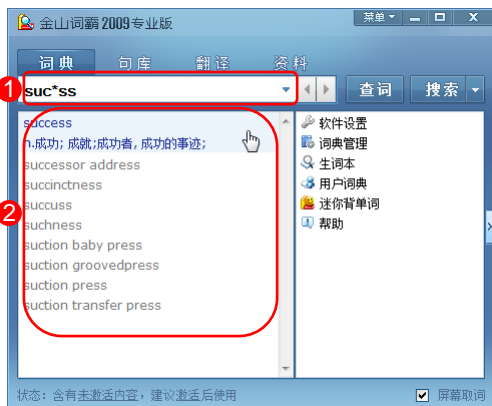 金山词霸2009专业版 菜单
词典 句库 翻译 资料
1
suc*ss 查词 搜索
2
success
n.成功; 成就;成功者, 成功的事迹;
successor address
succinctness
succuss
suchness
suction baby press
suction groovedpress
suction press
suction transfer press
软件设置
词典管理
生词本
用户词典
迷你背单词
帮助
状态：含有未激活内容，建议激活后使用 屏幕取词